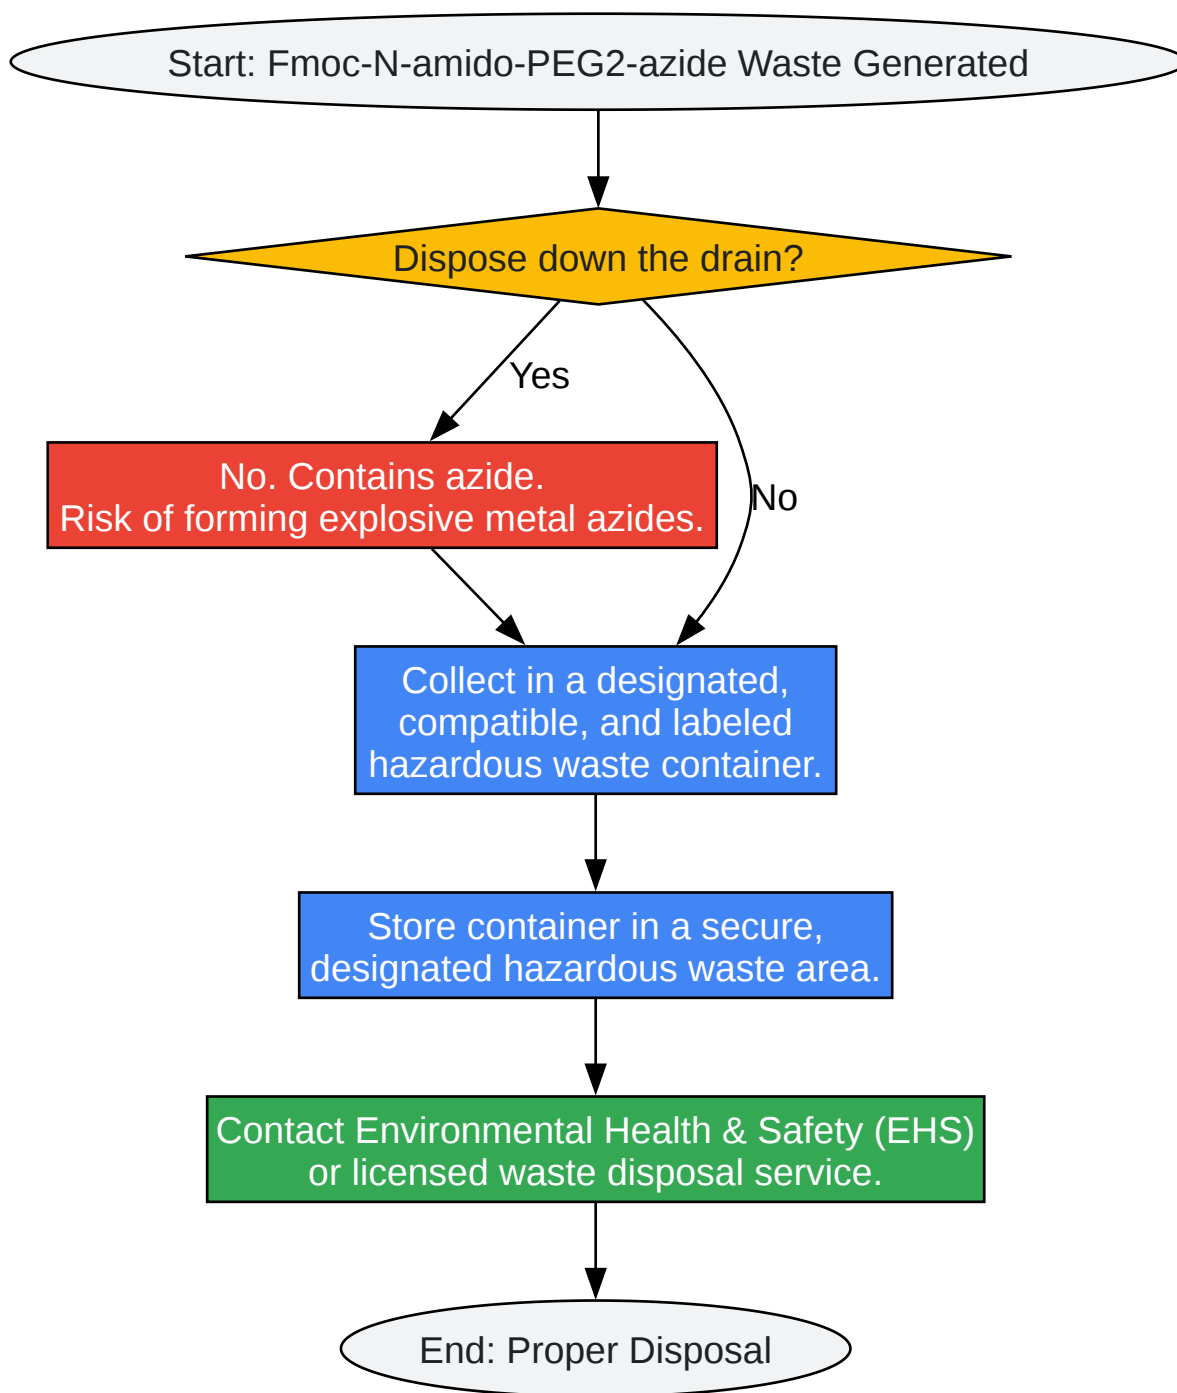 Start: Fmoc-N-amido-PEG2-azide Waste Generated
Dispose down the drain?
Yes
No. Contains azide.
Risk of forming explosive metal azides.
No
Collect in a designated,
compatible, and labeled
hazardous waste container.
Store container in a secure,
designated hazardous waste area.
Contact Environmental Health & Safety (EHS)
or licensed waste disposal service.
End: Proper Disposal